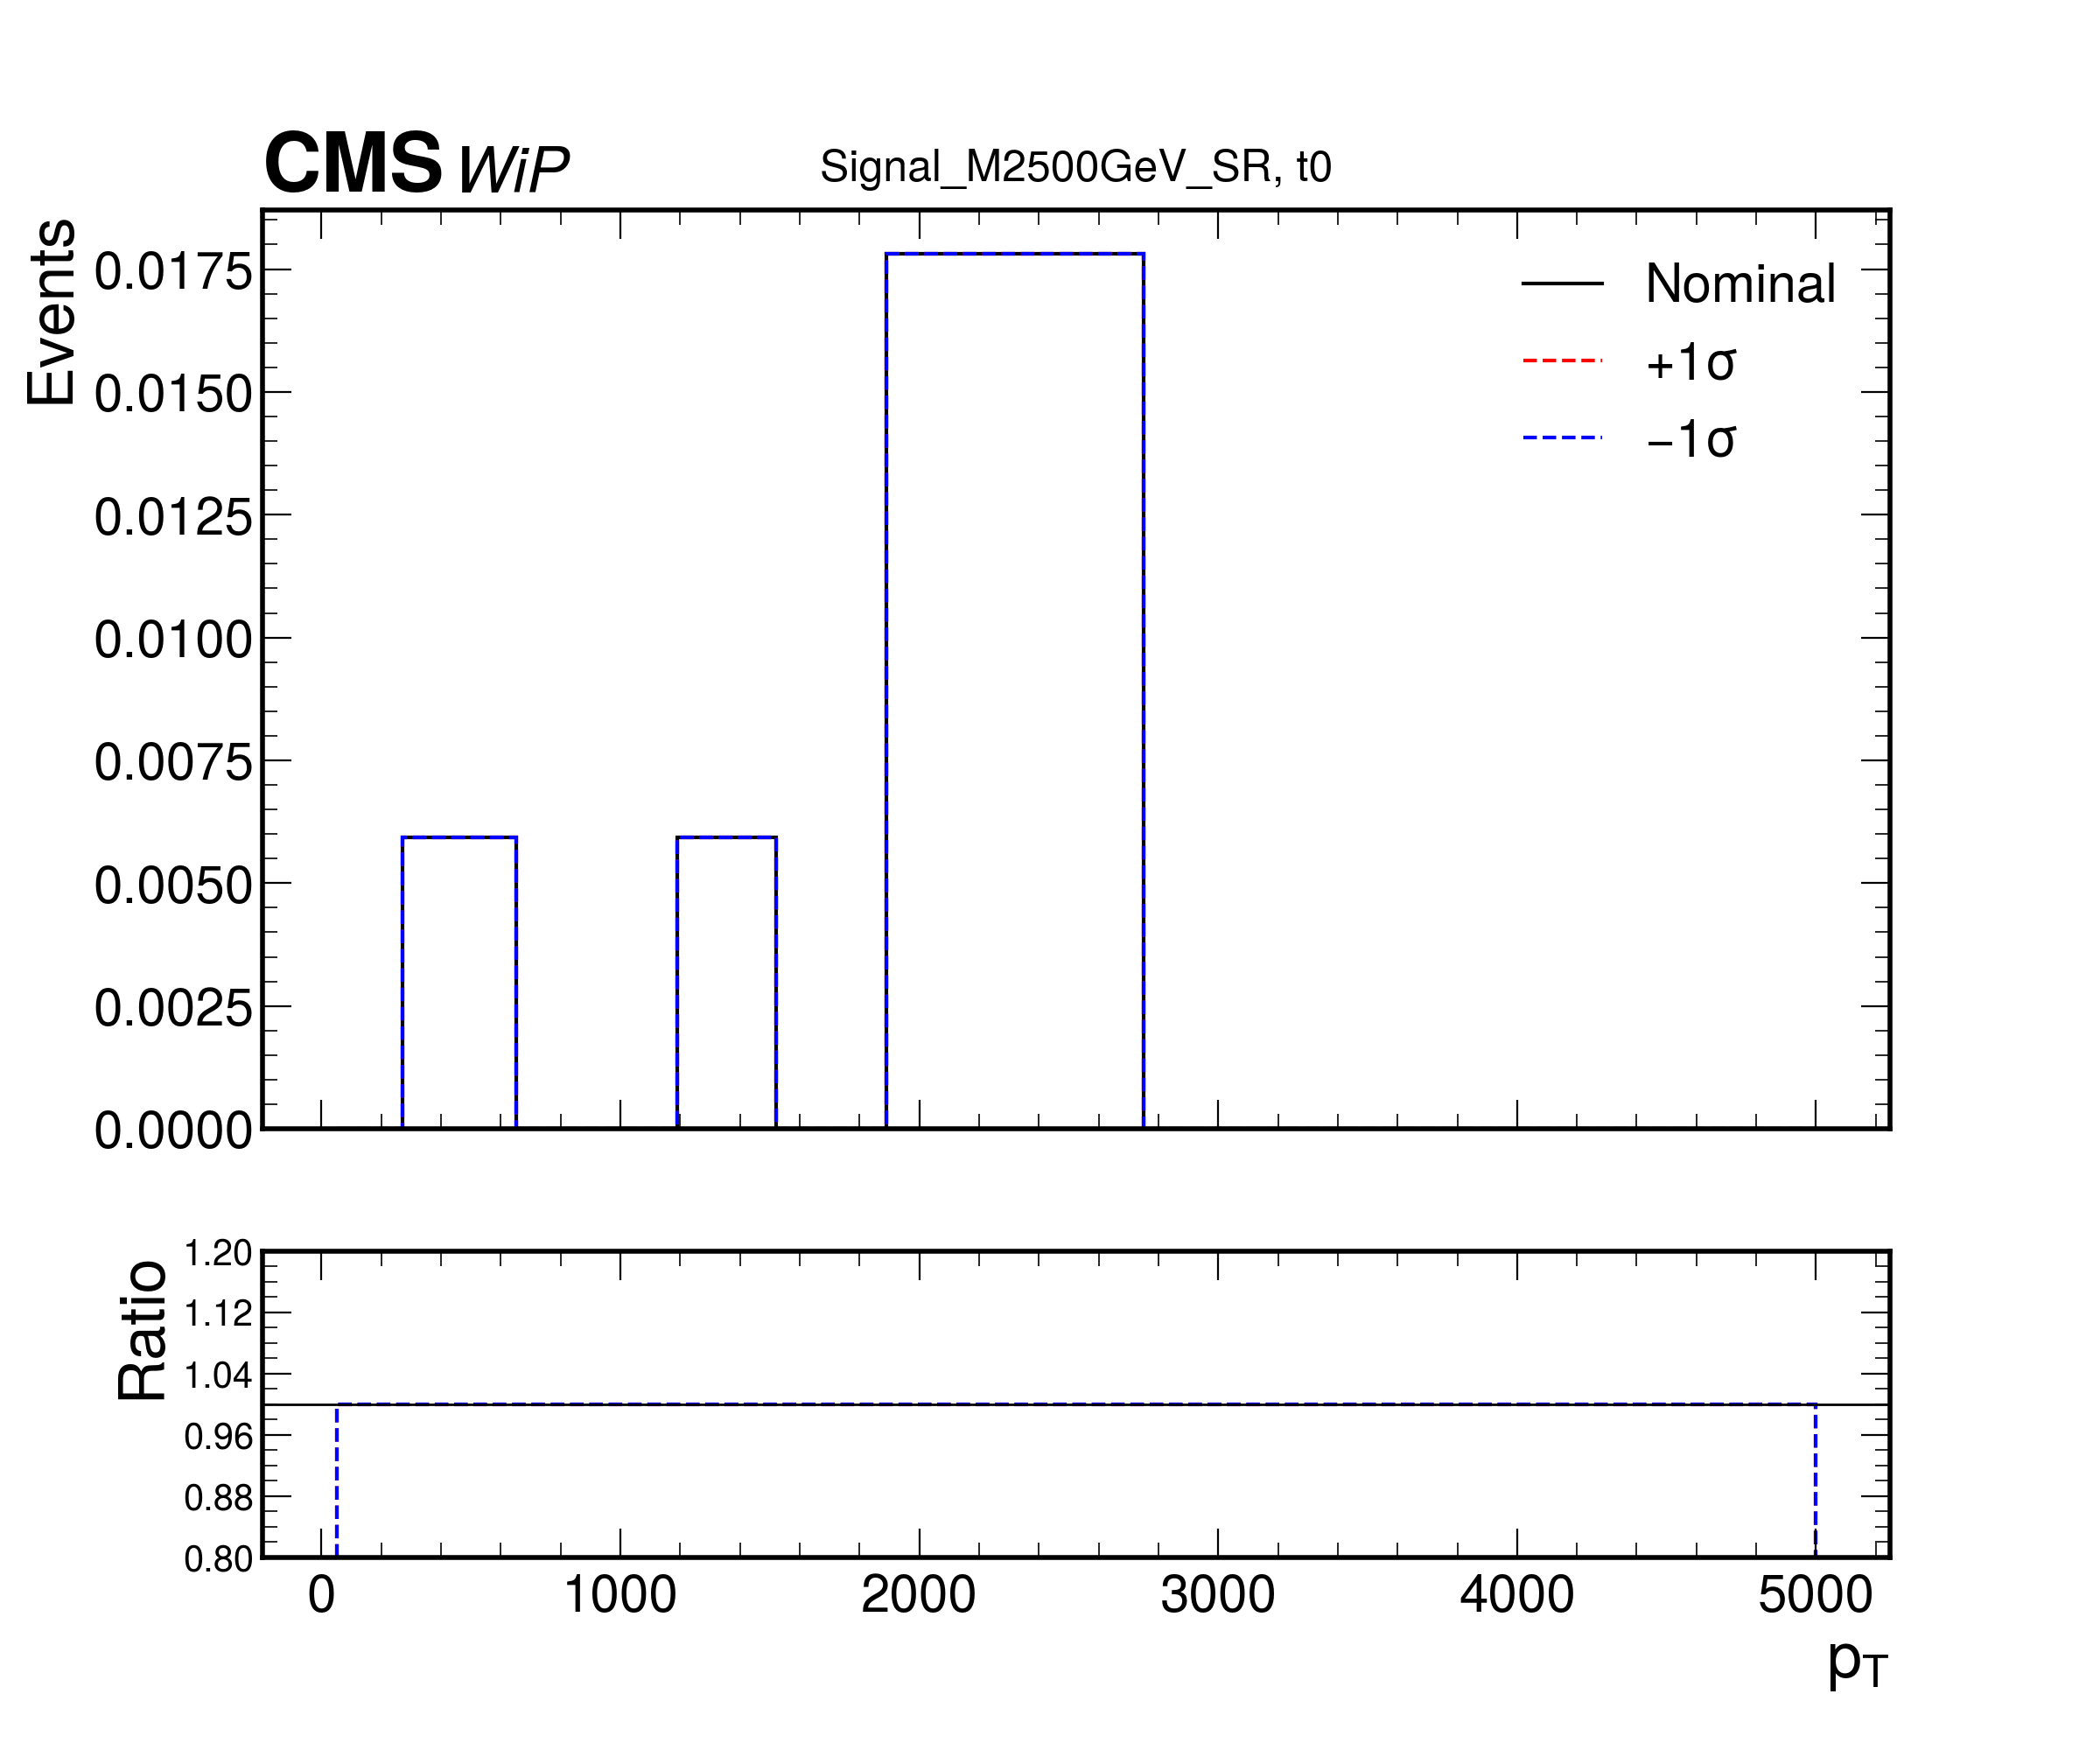 CMS WiP
Signal_M2500GeV_SR, t0
Events
0.0175
0.0150
0.0125
0.0100
0.0075
0.0050
0.0025
0.0000
Nominal
+1σ
−1σ
Ratio
1.20
1.12
1.04
0.96
0.88
0.80
0 1000 2000 3000 4000 5000
pT